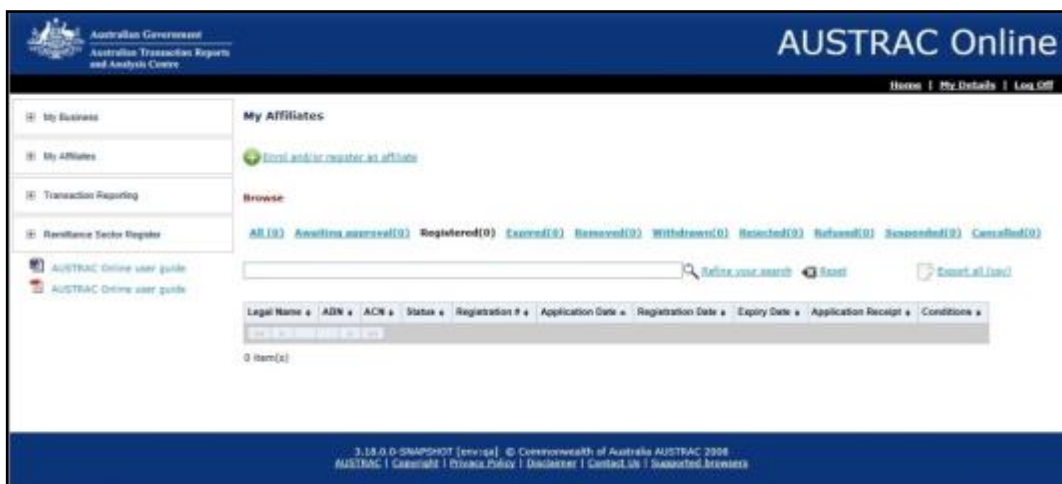 Australian Government
Australian Transaction Reports
and Analysis Centre
AUSTRAC Online
Home | My Details | Log Off
My Business
My Affiliates
Transaction Reporting
Remittance Sector Register
AUSTRAC Online user guide
AUSTRAC Online user guide
My Affiliates
Enrol and/or register an affiliate
Browse
All (0) Awaiting approval(0) Registered(0) Expired(0) Removed(0) Withdrawn(0) Rejected(0) Refused(0) Suspended(0) Cancelled(0)
Refine your search Reset Export all (csv)
Legal Name ABN ACN Status Registration # Application Date Registration Date Expiry Date Application Receipt Conditions
0 item(s)
3.18.0.0-SNAPSHOT [env:qa] © Commonwealth of Australia AUSTRAC 2008
AUSTRAC | Copyright | Privacy Policy | Disclaimer | Contact Us | Supported browsers